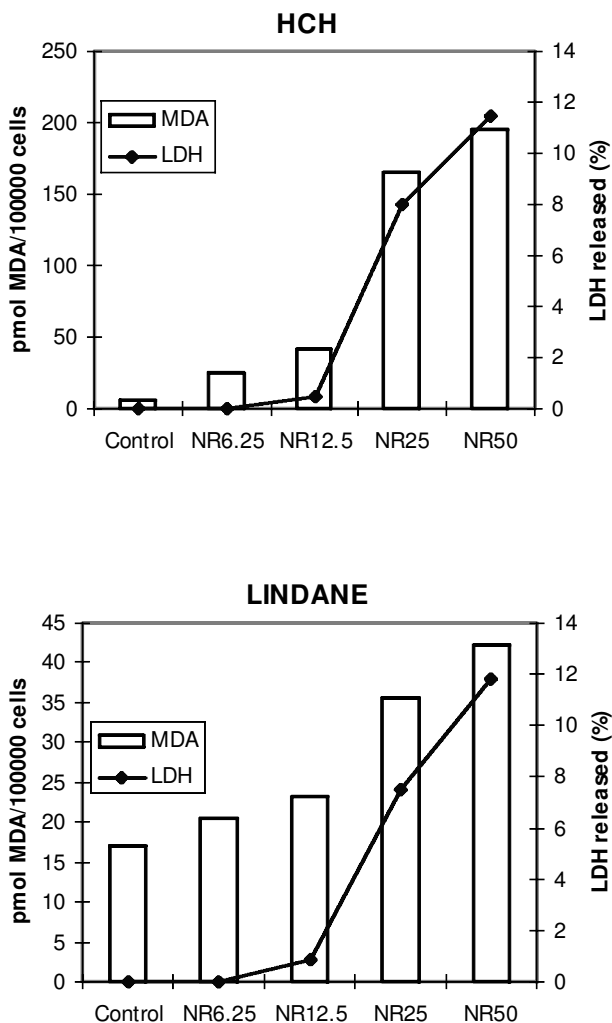 HCH
pmol MDA/100000 cells
250
200
150
100
50
0
MDA
LDH
14
12
10
8
6
4
2
0
LDH released (%)
Control NR6.25 NR12.5 NR25 NR50
LINDANE
pmol MDA/100000 cells
45
40
35
30
25
20
15
10
5
0
MDA
LDH
14
12
10
8
6
4
2
0
LDH released (%)
Control NR6.25 NR12.5 NR25 NR50